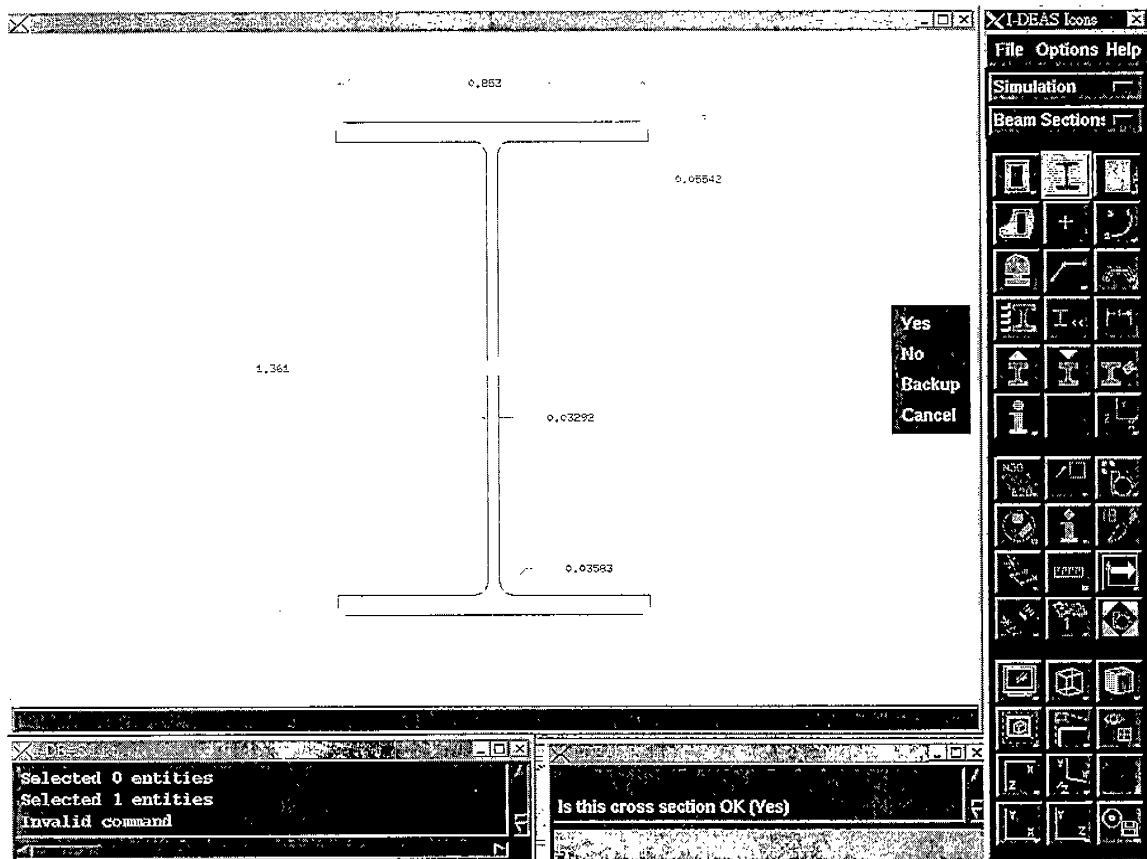 I-DEAS Icons
File Options Help
Simulation
Beam Sections
0.853
0.05542
1.361
0.03292
0.03583
Yes
No
Backup
Cancel
Selected 0 entities
Selected 1 entities
Invalid command
Is this cross section OK (Yes)